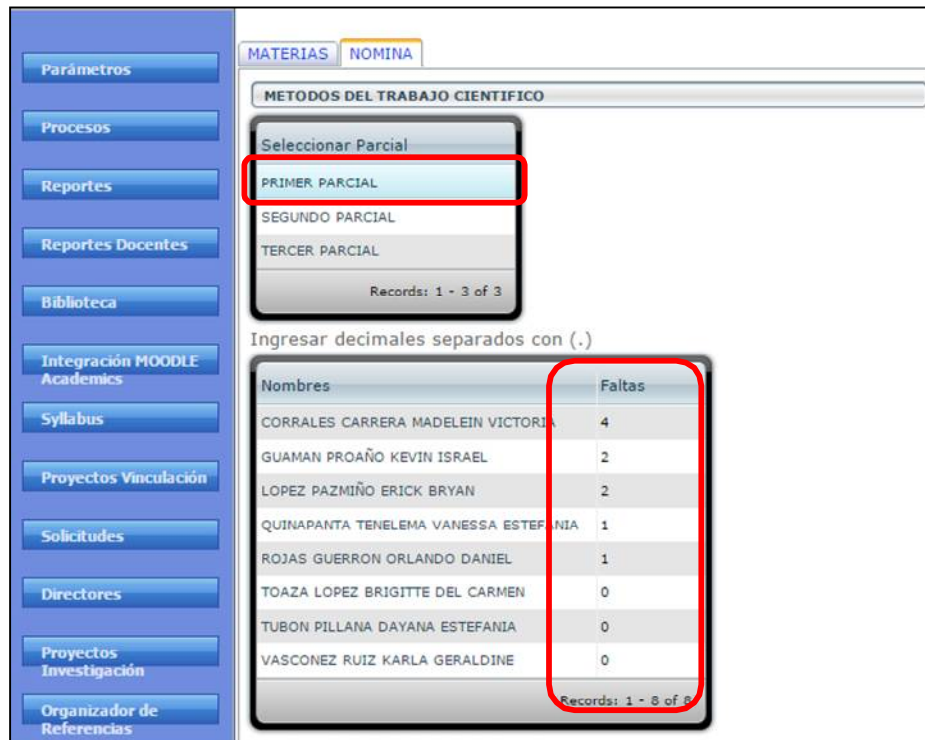 Parámetros
Procesos
Reportes
Reportes Docentes
Biblioteca
Integración MOODLE
Academics
Syllabus
Proyectos Vinculación
Solicitudes
Directores
Proyectos
Investigación
Organizador de
Referencias
MATERIAS NOMINA
METODOS DEL TRABAJO CIENTIFICO
Seleccionar Parcial
PRIMER PARCIAL
SEGUNDO PARCIAL
TERCER PARCIAL
Records: 1 - 3 of 3
Ingresar decimales separados con (.)
Nombres Faltas
CORRALES CARRERA MADELEIN VICTORIA 4
GUAMAN PROAÑO KEVIN ISRAEL 2
LOPEZ PAZMIÑO ERICK BRYAN 2
QUINAPANTA TENELEMA VANESSA ESTEFANIA 1
ROJAS GUERRON ORLANDO DANIEL 1
TOAZA LOPEZ BRIGITTE DEL CARMEN 0
TUBON PILLANA DAYANA ESTEFANIA 0
VASCONEZ RUIZ KARLA GERALDINE 0
Records: 1 - 8 of 8